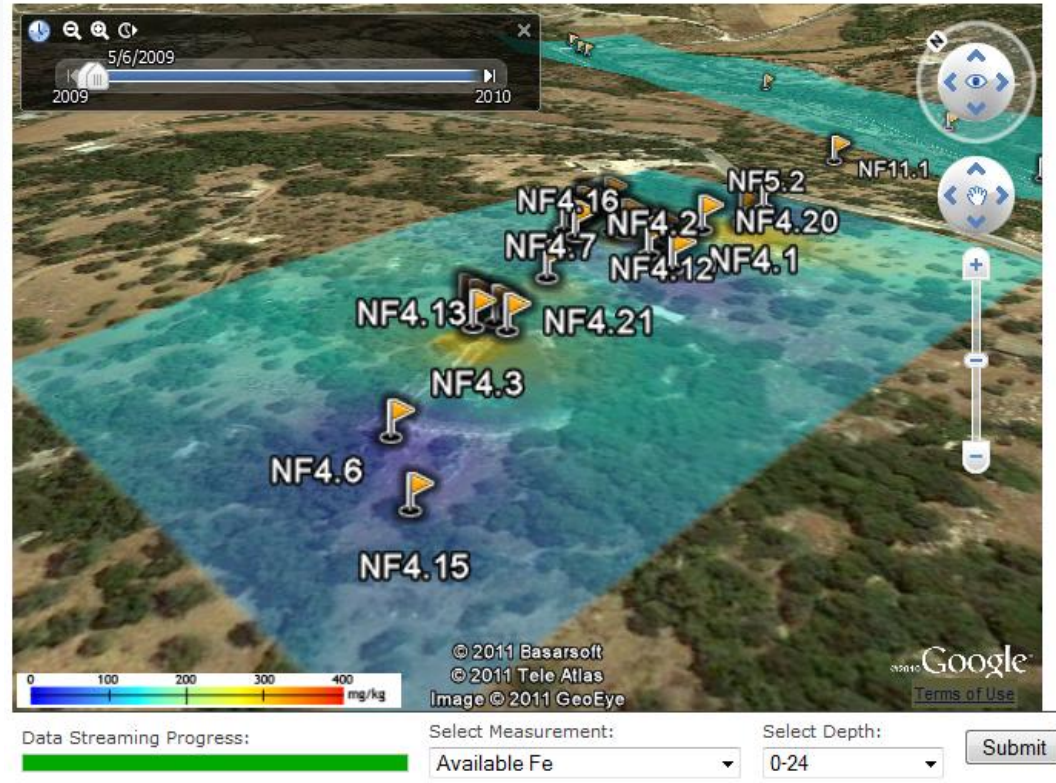 5/6/2009
2009 2010
NF11.1
NF5.2
NF4.16
NF4.2 NF4.20
NF4.7
NF4.12 NF4.1
NF4.13 NF4.21
NF4.3
NF4.6
NF4.15
N
© 2011 Basarsoft
© 2011 Tele Atlas
Image © 2011 GeoEye
©2010 Google
Terms of Use
0 100 200 300 400
mg/kg
Data Streaming Progress: Select Measurement: Select Depth:
Available Fe 0-24 Submit